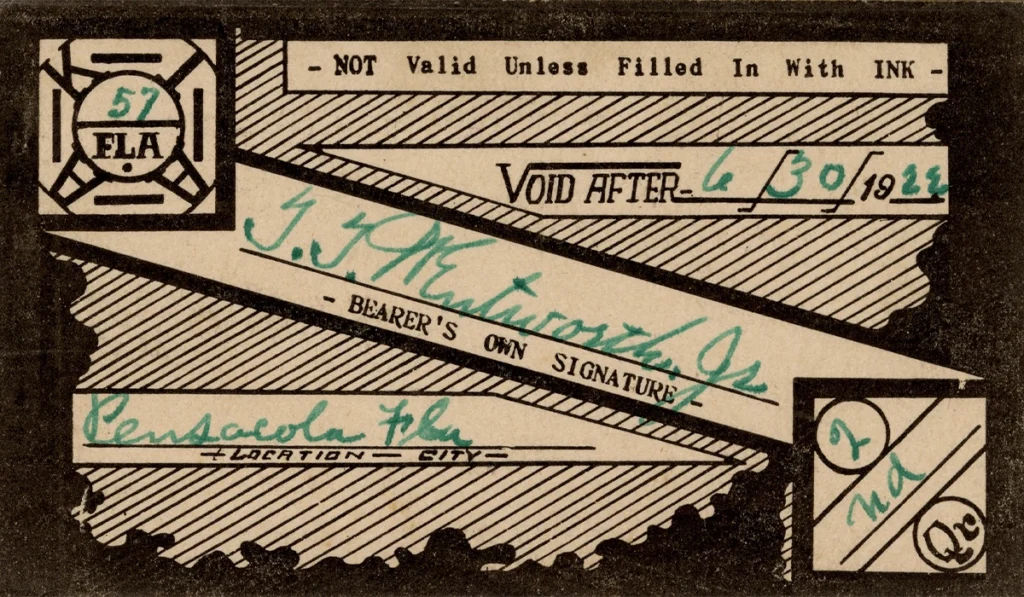 - NOT Valid Unless Filled In With INK -
57
FLA
VOID AFTER- 6/30/1922
T. T. Wentworth, Jr
- BEARER'S OWN SIGNATURE -
Pensacola Fla
- LOCATION - CITY -
2
nd
Qr